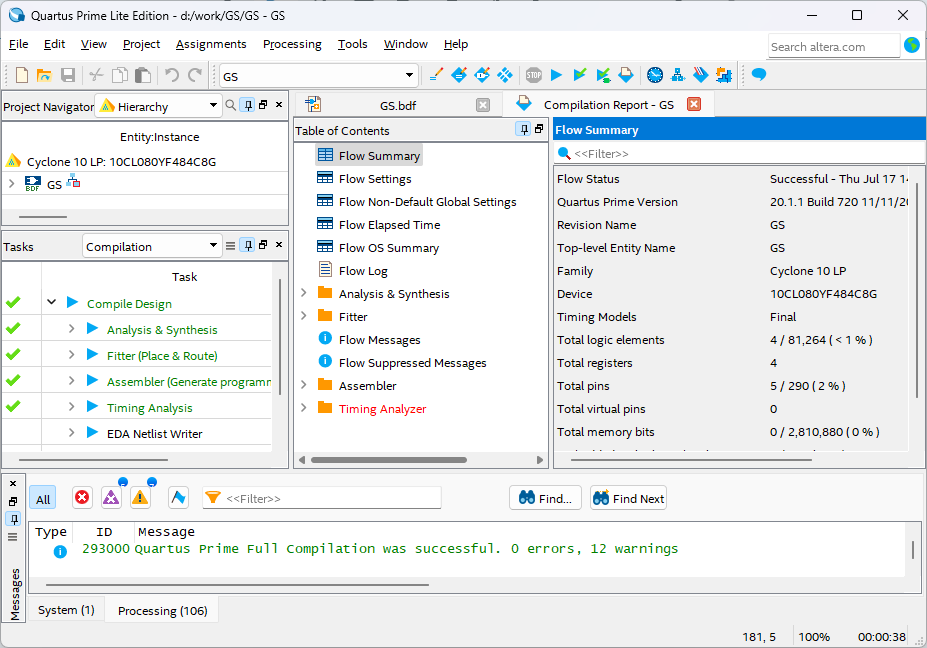 Quartus Prime Lite Edition - d:/work/GS/GS - GS
File Edit View Project Assignments Processing Tools Window Help
Search altera.com
GS
STOP
Project Navigator Hierarchy
Entity:Instance
Cyclone 10 LP: 10CL080YF484C8G
BDF GS
Tasks Compilation
Task
Compile Design
Analysis & Synthesis
Fitter (Place & Route)
Assembler (Generate programm
Timing Analysis
EDA Netlist Writer
GS.bdf
Compilation Report - GS
Table of Contents
Flow Summary
Flow Settings
Flow Non-Default Global Settings
Flow Elapsed Time
Flow OS Summary
Flow Log
Analysis & Synthesis
Fitter
Flow Messages
Flow Suppressed Messages
Assembler
Timing Analyzer
Flow Summary
<<Filter>>
Flow Status Successful - Thu Jul 17 14
Quartus Prime Version 20.1.1 Build 720 11/11/20
Revision Name GS
Top-level Entity Name GS
Family Cyclone 10 LP
Device 10CL080YF484C8G
Timing Models Final
Total logic elements 4 / 81,264 ( < 1 % )
Total registers 4
Total pins 5 / 290 ( 2 % )
Total virtual pins 0
Total memory bits 0 / 2,810,880 ( 0 % )
Messages
All
<<Filter>>
Find...
Find Next
Type ID Message
293000 Quartus Prime Full Compilation was successful. 0 errors, 12 warnings
System (1) Processing (106)
181, 5 100% 00:00:38